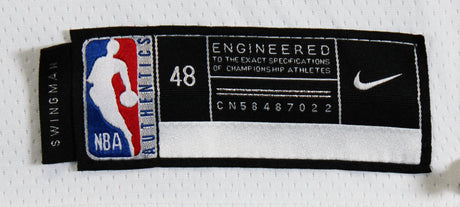 SWINGMAN
NBA
AUTHENTICS
48
ENGINEERED
TO THE EXACT SPECIFICATIONS
OF CHAMPIONSHIP ATHLETES
CN58487022